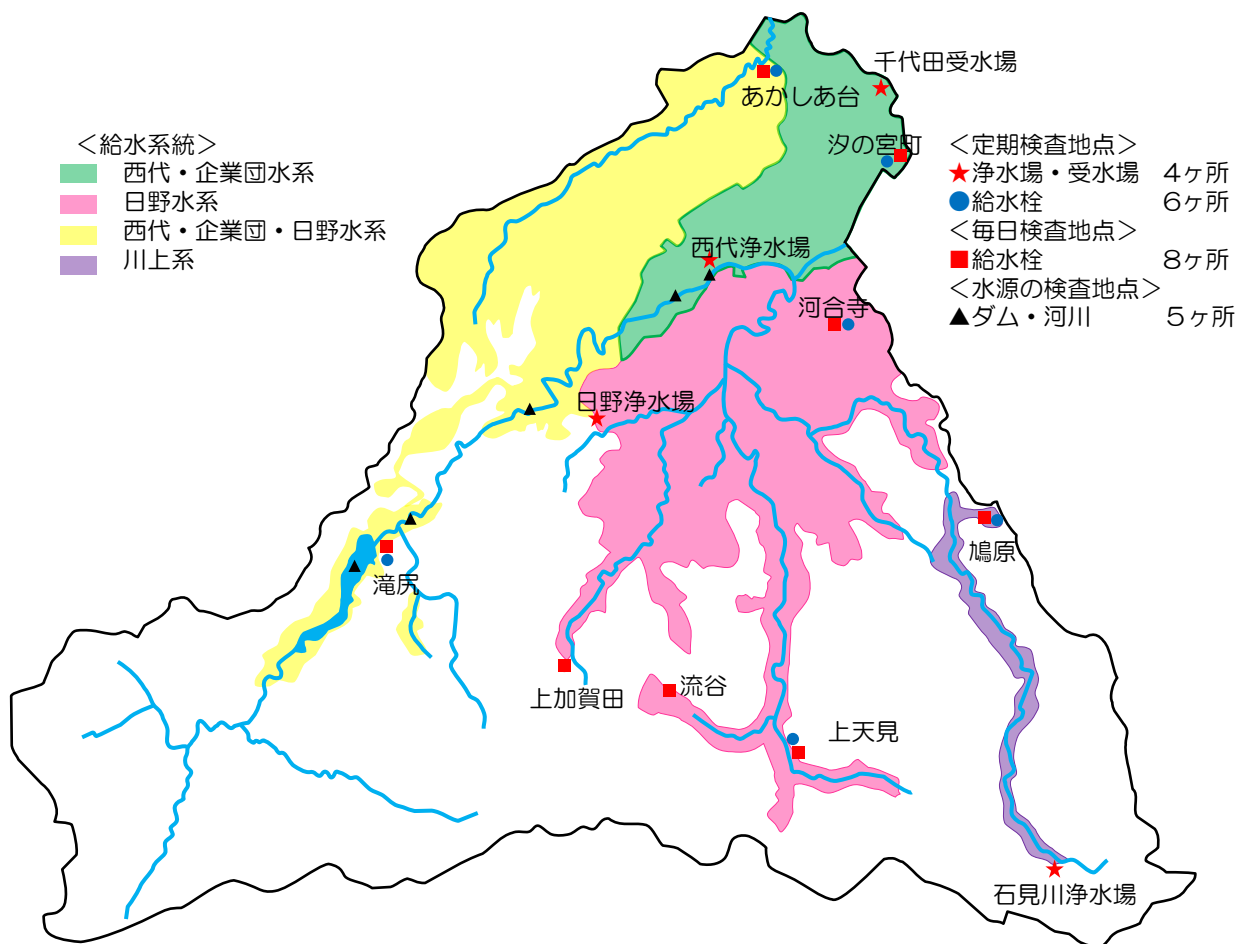 千代田受水場
あかしあ台
＜給水系統＞
西代・企業団水系
日野水系
西代・企業団・日野水系
川上系
汐の宮町
＜定期検査地点＞
★浄水場・受水場 4ヶ所
●給水栓 6ヶ所
＜毎日検査地点＞
■給水栓 8ヶ所
＜水源の検査地点＞
▲ダム・河川 5ヶ所
西代浄水場
河合寺
日野浄水場
鳩原
滝尻
上加賀田
流谷
上天見
石見川浄水場